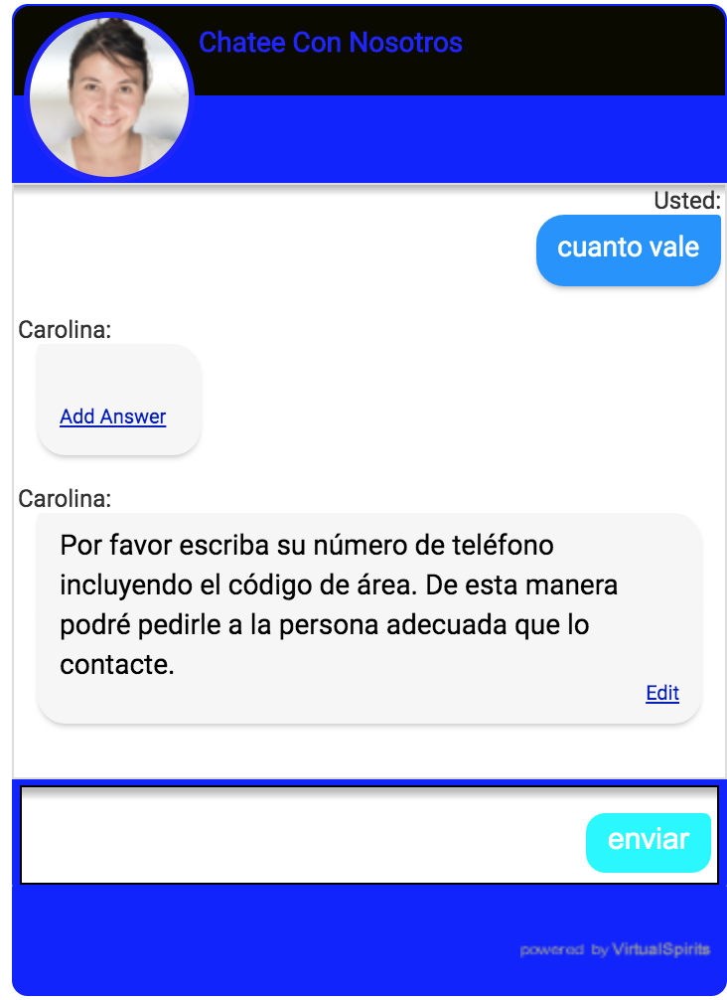 Chatee Con Nosotros
Usted:
cuanto vale
Carolina:
Add Answer
Carolina:
Por favor escriba su número de teléfono
incluyendo el código de área. De esta manera
podré pedirle a la persona adecuada que lo
contacte.
Edit
enviar
powered by VirtualSpirits